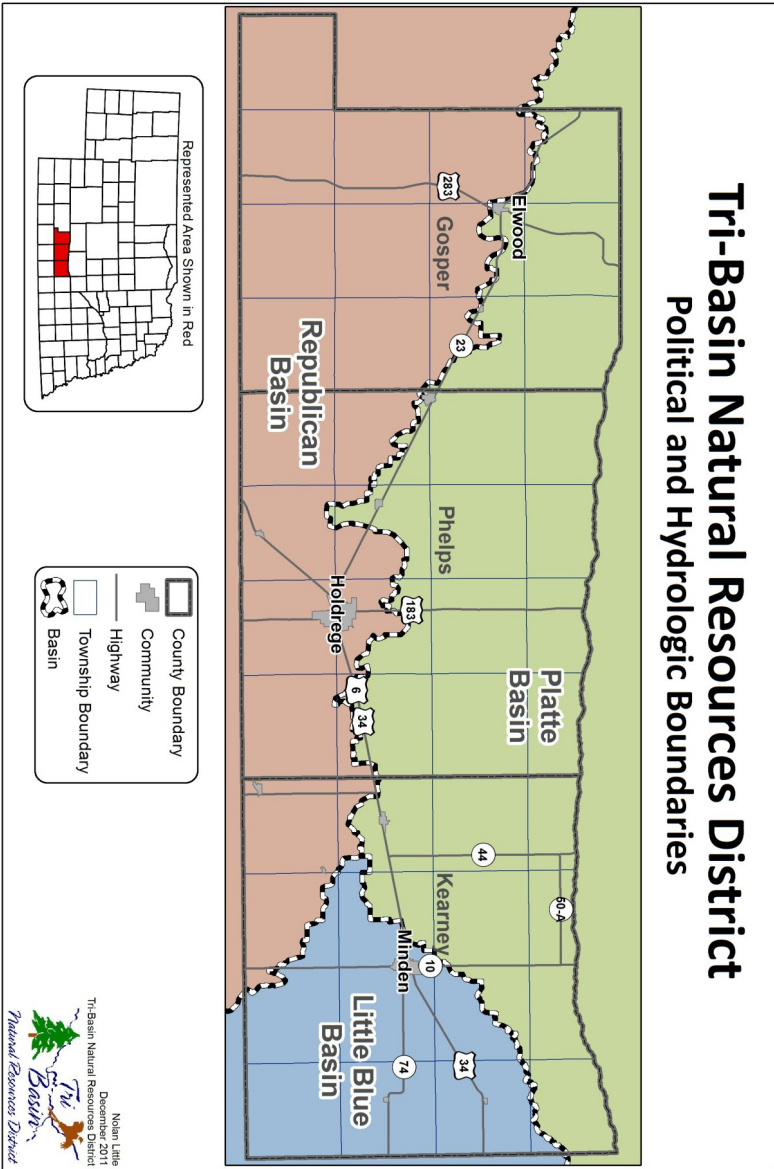 Tri-Basin Natural Resources District
Political and Hydrologic Boundaries
Elwood
283
Gosper
23
Republican
Basin
Phelps
183
Holdrege
6
34
Platte
Basin
44
50-A
Kearney
10
Minden
34
74
Little Blue
Basin
Represented Area Shown in Red
County Boundary
Community
Highway
Township Boundary
Basin
Nolan Little
Tri-Basin Natural Resources District
December 2011
Tri
Basin
Natural Resources District